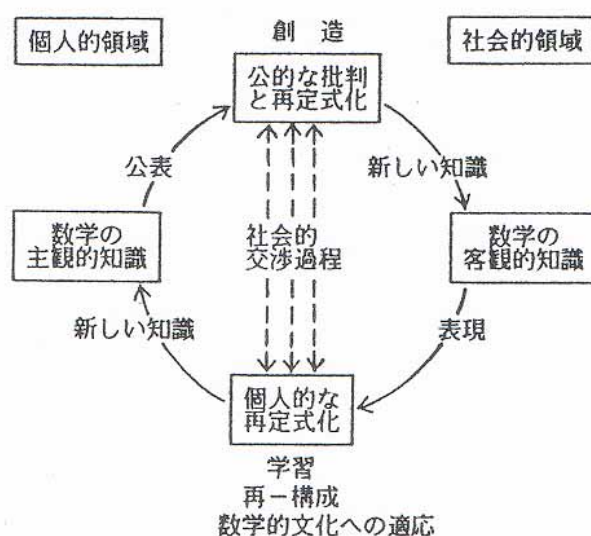 創 造
個人的領域
社会的領域
公的な批判
と再定式化
公表
新しい知識
数学の
主観的知識
社会的
交渉過程
数学の
客観的知識
新しい知識
表現
個人的な
再定式化
学習
再－構成
数学的文化への適応